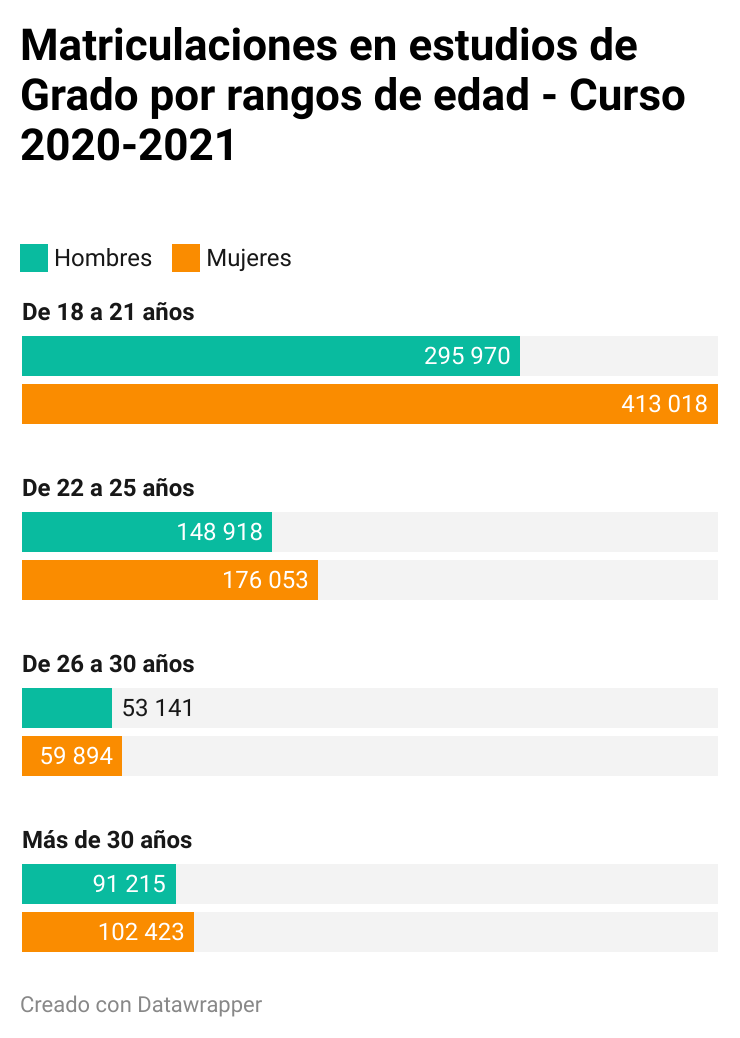 Matriculaciones en estudios de
Grado por rangos de edad - Curso
2020-2021
Hombres Mujeres
De 18 a 21 años
295 970
413 018
De 22 a 25 años
148 918
176 053
De 26 a 30 años
53 141
59 894
Más de 30 años
91 215
102 423
Creado con Datawrapper